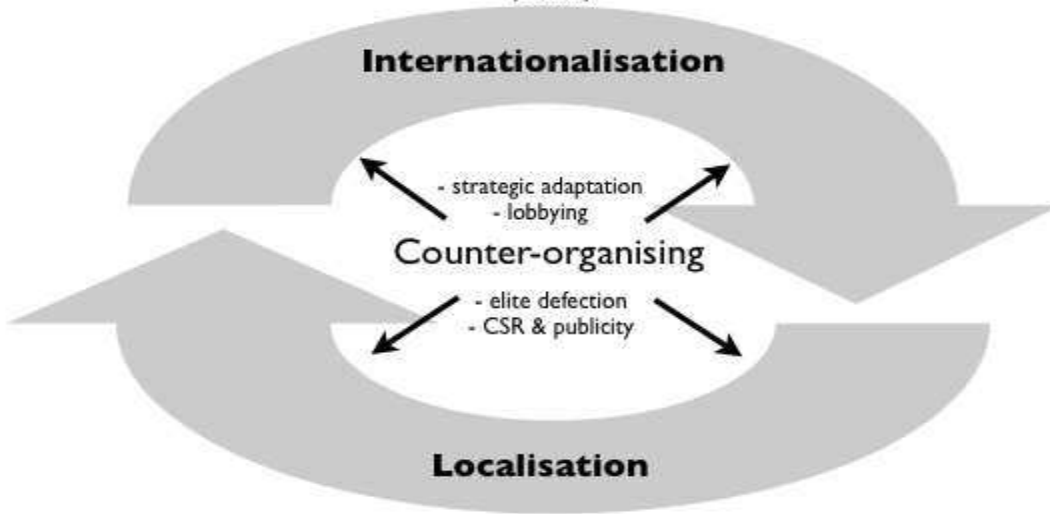 Internationalisation
- strategic adaptation
- lobbying
Counter-organising
- elite defection
- CSR & publicity
Localisation